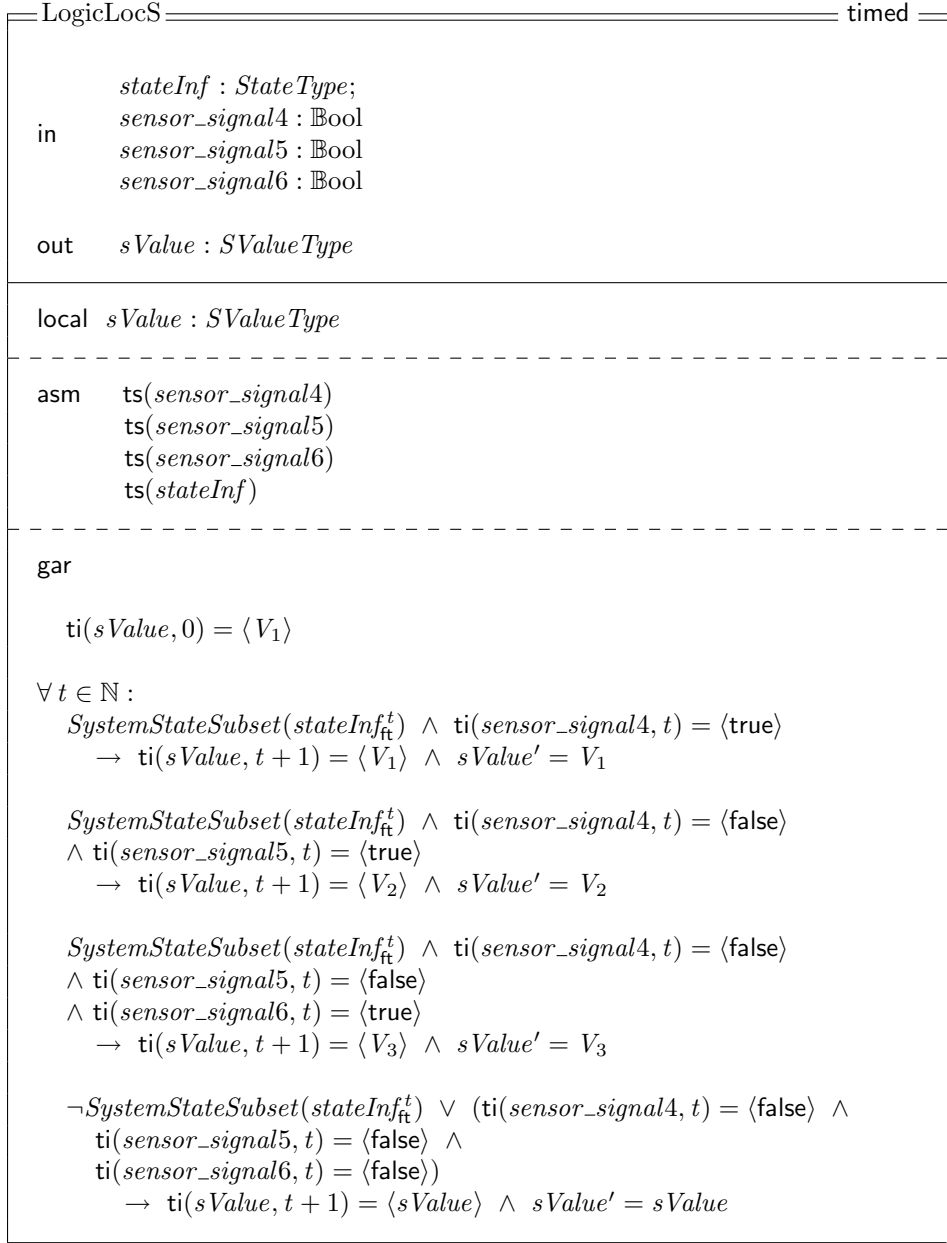 LogicLocS timed
stateInf : StateType;
in sensor_signal4 : 𝔹ool
sensor_signal5 : 𝔹ool
sensor_signal6 : 𝔹ool
out sValue : SValueType
local sValue : SValueType
asm ts(sensor_signal4)
ts(sensor_signal5)
ts(sensor_signal6)
ts(stateInf)
gar
ti(sValue, 0) = ⟨V₁⟩
∀ t ∈ ℕ :
SystemStateSubset(stateInf_ft^t) ∧ ti(sensor_signal4, t) = ⟨true⟩
→ ti(sValue, t + 1) = ⟨V₁⟩ ∧ sValue′ = V₁
SystemStateSubset(stateInf_ft^t) ∧ ti(sensor_signal4, t) = ⟨false⟩
∧ ti(sensor_signal5, t) = ⟨true⟩
→ ti(sValue, t + 1) = ⟨V₂⟩ ∧ sValue′ = V₂
SystemStateSubset(stateInf_ft^t) ∧ ti(sensor_signal4, t) = ⟨false⟩
∧ ti(sensor_signal5, t) = ⟨false⟩
∧ ti(sensor_signal6, t) = ⟨true⟩
→ ti(sValue, t + 1) = ⟨V₃⟩ ∧ sValue′ = V₃
¬SystemStateSubset(stateInf_ft^t) ∨ (ti(sensor_signal4, t) = ⟨false⟩ ∧
ti(sensor_signal5, t) = ⟨false⟩ ∧
ti(sensor_signal6, t) = ⟨false⟩)
→ ti(sValue, t + 1) = ⟨sValue⟩ ∧ sValue′ = sValue